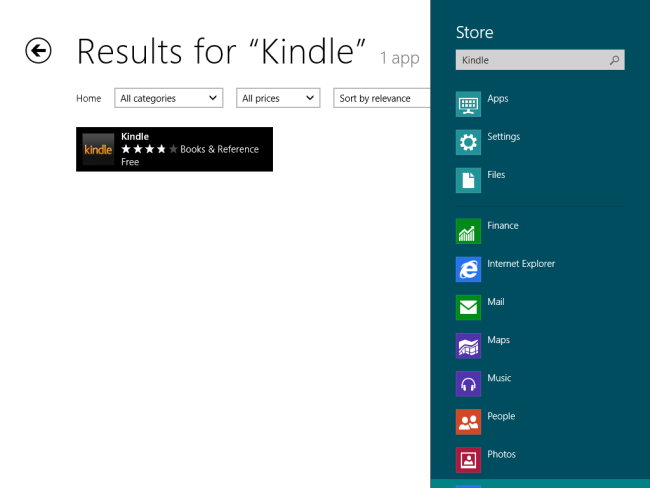 Results for “Kindle” 1 app
Home All categories All prices Sort by relevance
kindle
Kindle
Books & Reference
Free
Store
Kindle
Apps
Settings
Files
Finance
Internet Explorer
Mail
Maps
Music
People
Photos